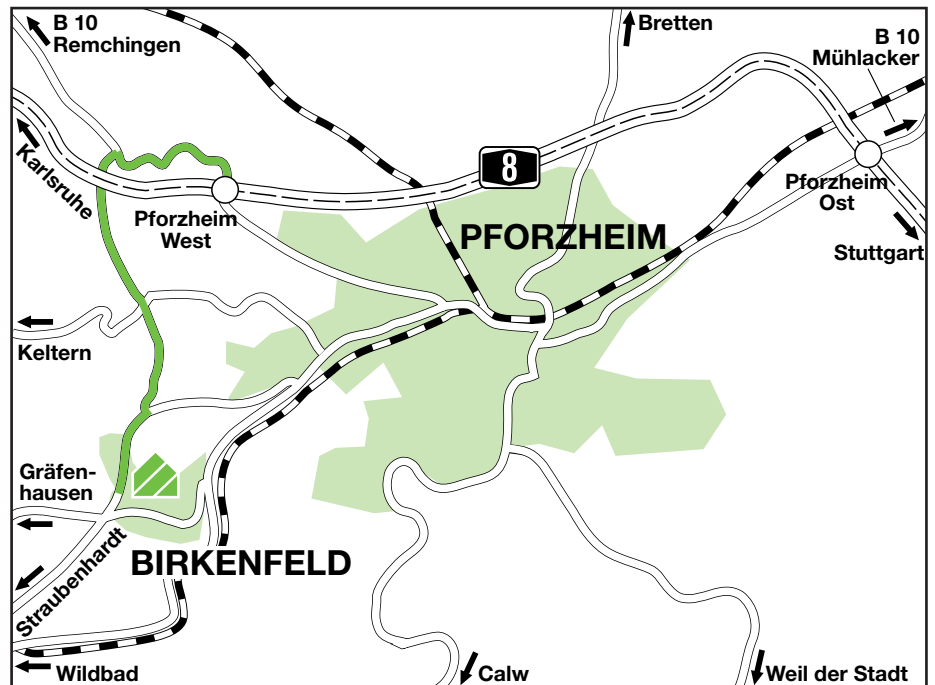 B 10
Remchingen
Bretten
B 10
Mühlacker
Karlsruhe
8
Pforzheim
West
Pforzheim
Ost
PFORZHEIM
Stuttgart
Keltern
Gräfen-
hausen
BIRKENFELD
Straubenhardt
Wildbad
Calw
Weil der Stadt